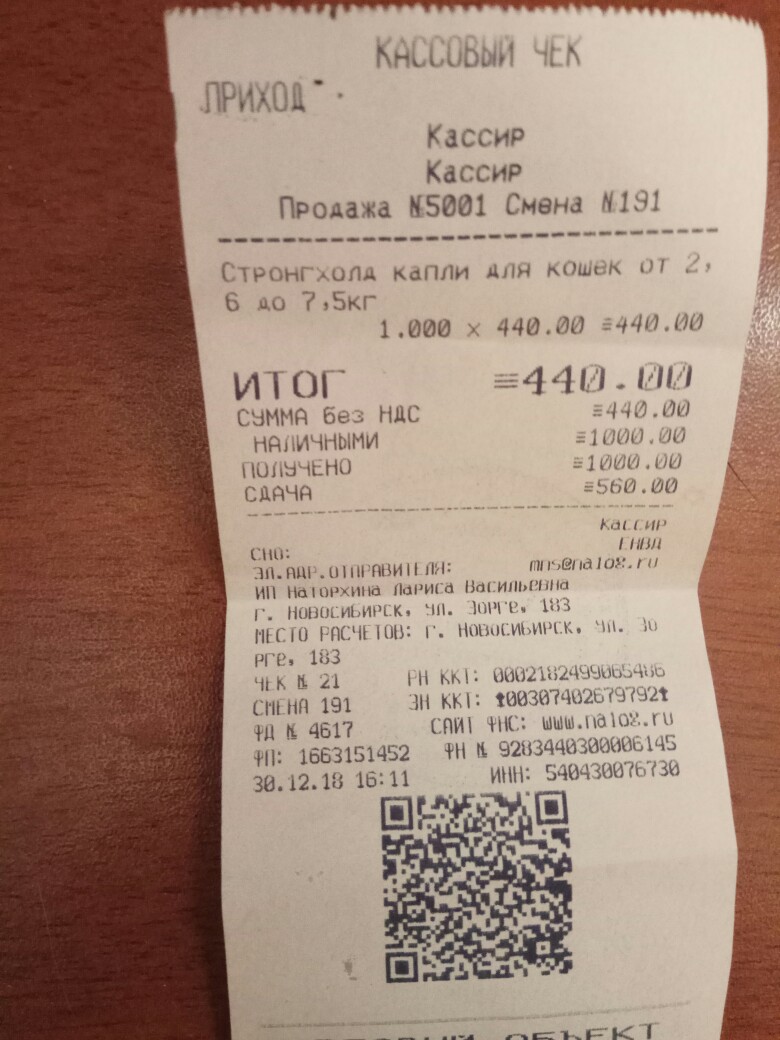 КАССОВЫЙ ЧЕК
ПРИХОД
Кассир
Кассир
Продажа №5001 Смена №191
Стронгхолд капли для кошек от 2,
6 до 7,5кг
1.000 × 440.00 ≡440.00
ИТОГ ≡440.00
СУММА без НДС ≡440.00
НАЛИЧНЫМИ ≡1000.00
ПОЛУЧЕНО ≡1000.00
СДАЧА ≡560.00
Кассир
СНО: ЕНВД
ЭЛ.АДР.ОТПРАВИТЕЛЯ: mns@nalog.ru
ИП Наторхина Лариса Васильевна
г. Новосибирск, ул. Зорге, 183
МЕСТО РАСЧЕТОВ: г. Новосибирск, ул. Зо
рге, 183
ЧЕК № 21 РН ККТ: 0002182499065486
СМЕНА 191 ЗН ККТ: 00307402679792
ФД № 4617 САЙТ ФНС: www.nalog.ru
ФП: 1663151452 ФН № 9283440300006145
30.12.18 16:11 ИНН: 540430076730
ОБЪЕКТ